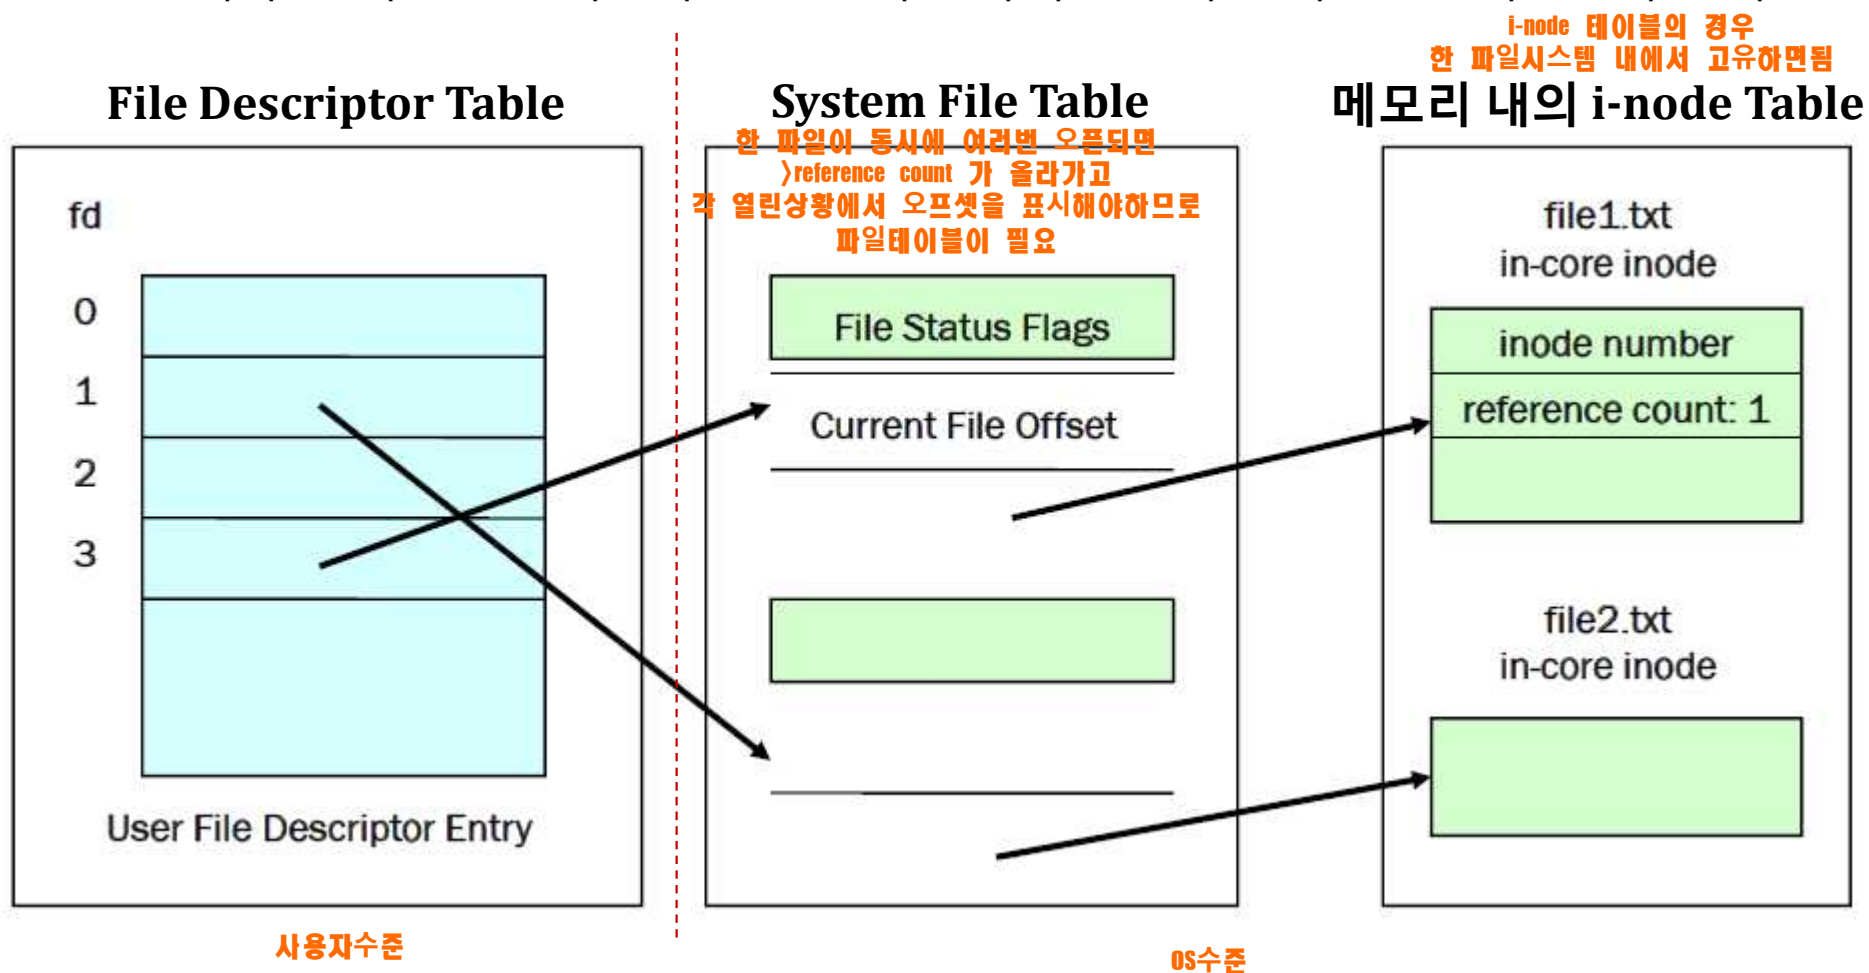 i-node 테이블의 경우
한 파일시스템 내에서 고유하면됨
File Descriptor Table
System File Table
메모리 내의 i-node Table
한 파일이 동시에 여러번 오픈되면
>reference count 가 올라가고
각 열린상황에서 오프셋을 표시해야하므로
파일테이블이 필요
fd
0
1
2
3
User File Descriptor Entry
File Status Flags
Current File Offset
file1.txt
in-core inode
inode number
reference count: 1
file2.txt
in-core inode
사용자수준
OS수준